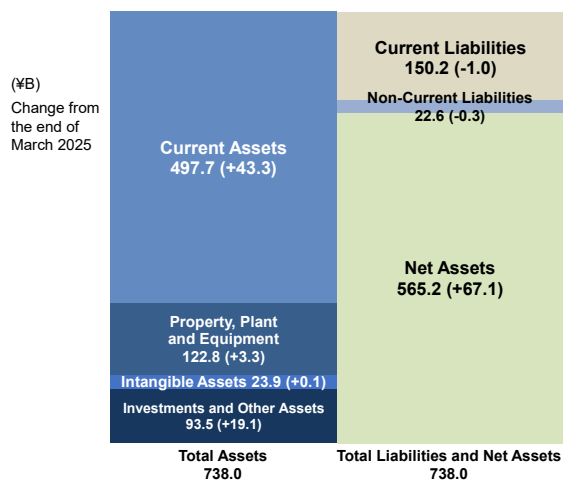 (¥B)
Change from
the end of
March 2025
Current Assets
497.7 (+43.3)
Property, Plant
and Equipment
122.8 (+3.3)
Intangible Assets 23.9 (+0.1)
Investments and Other Assets
93.5 (+19.1)
Total Assets
738.0
Current Liabilities
150.2 (-1.0)
Non-Current Liabilities
22.6 (-0.3)
Net Assets
565.2 (+67.1)
Total Liabilities and Net Assets
738.0